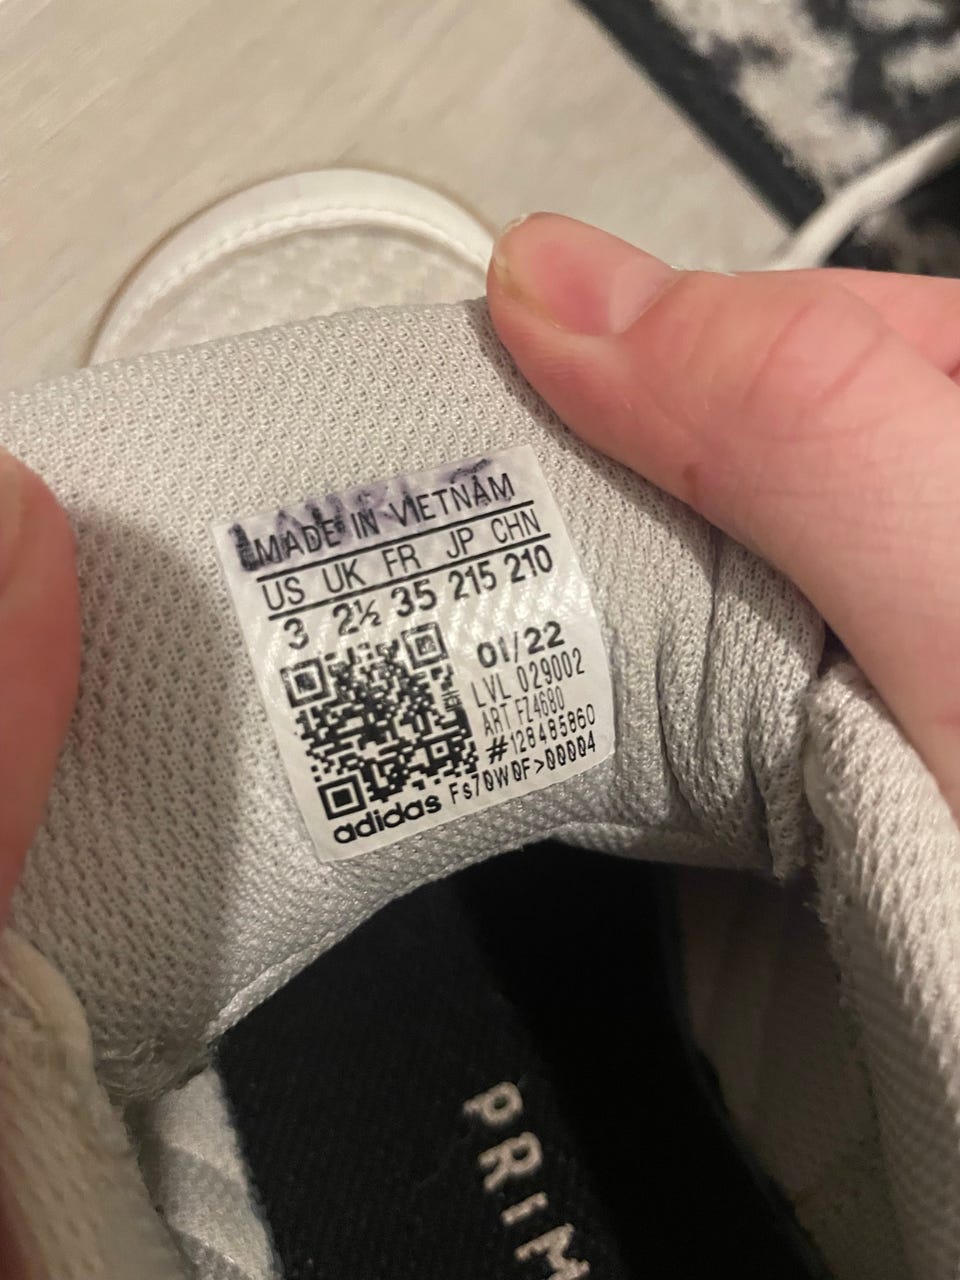 MADE IN VIETNAM
US UK FR JP CHN
3 2½ 35 215 210
01/22
LVL 029002
ART FZ4680
#128485860
Fs70W0F>00004
adidas
PRIM